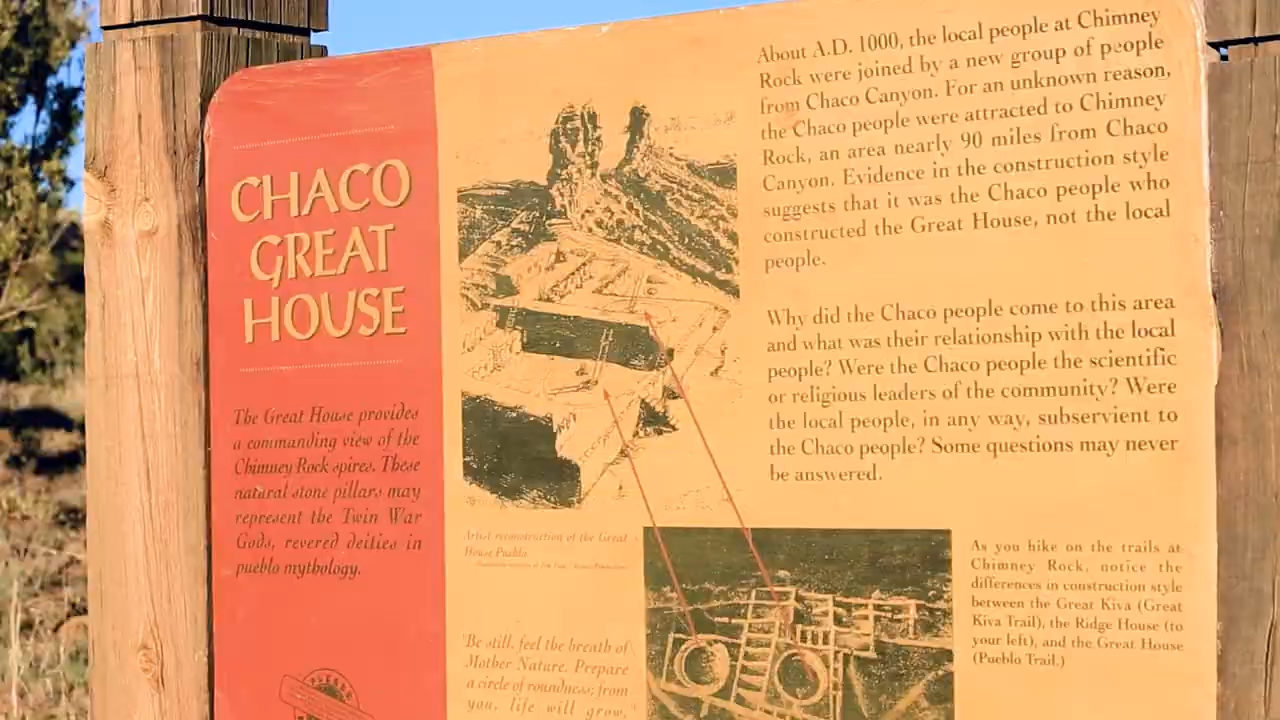 CHACO
GREAT
HOUSE
The Great House provides
a commanding view of the
Chimney Rock spires. These
natural stone pillars may
represent the Twin War
Gods, revered deities in
pueblo mythology.
About A.D. 1000, the local people at Chimney
Rock were joined by a new group of people
from Chaco Canyon. For an unknown reason,
the Chaco people were attracted to Chimney
Rock, an area nearly 90 miles from Chaco
Canyon. Evidence in the construction style
suggests that it was the Chaco people who
constructed the Great House, not the local
people.
Why did the Chaco people come to this area
and what was their relationship with the local
people? Were the Chaco people the scientific
or religious leaders of the community? Were
the local people, in any way, subservient to
the Chaco people? Some questions may never
be answered.
Artist reconstruction of the Great
House Pueblo.
"Be still, feel the breath of
Mother Nature. Prepare
a circle of roundness; from
you, life will grow."
As you hike on the trails at
Chimney Rock, notice the
differences in construction style
between the Great Kiva (Great
Kiva Trail), the Ridge House (to
your left), and the Great House
(Pueblo Trail.)